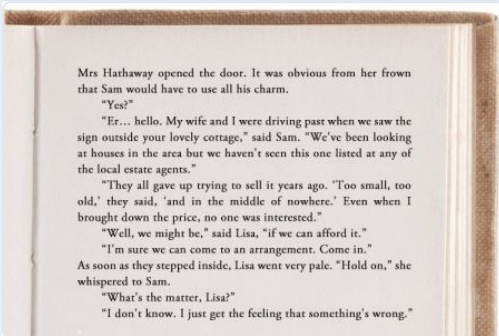 Mrs Hathaway opened the door. It was obvious from her frown
that Sam would have to use all his charm.
“Yes?”
“Er... hello. My wife and I were driving past when we saw the
sign outside your lovely cottage,” said Sam. “We’ve been looking
at houses in the area but we haven’t seen this one listed at any of
the local estate agents.”
“They all gave up trying to sell it years ago. ‘Too small, too
old,’ they said, ‘and in the middle of nowhere.’ Even when I
brought down the price, no one was interested.”
“Well, we might be,” said Lisa, “if we can afford it.”
“I’m sure we can come to an arrangement. Come in.”
As soon as they stepped inside, Lisa went very pale. “Hold on,” she
whispered to Sam.
“What’s the matter, Lisa?”
“I don’t know. I just get the feeling that something’s wrong.”